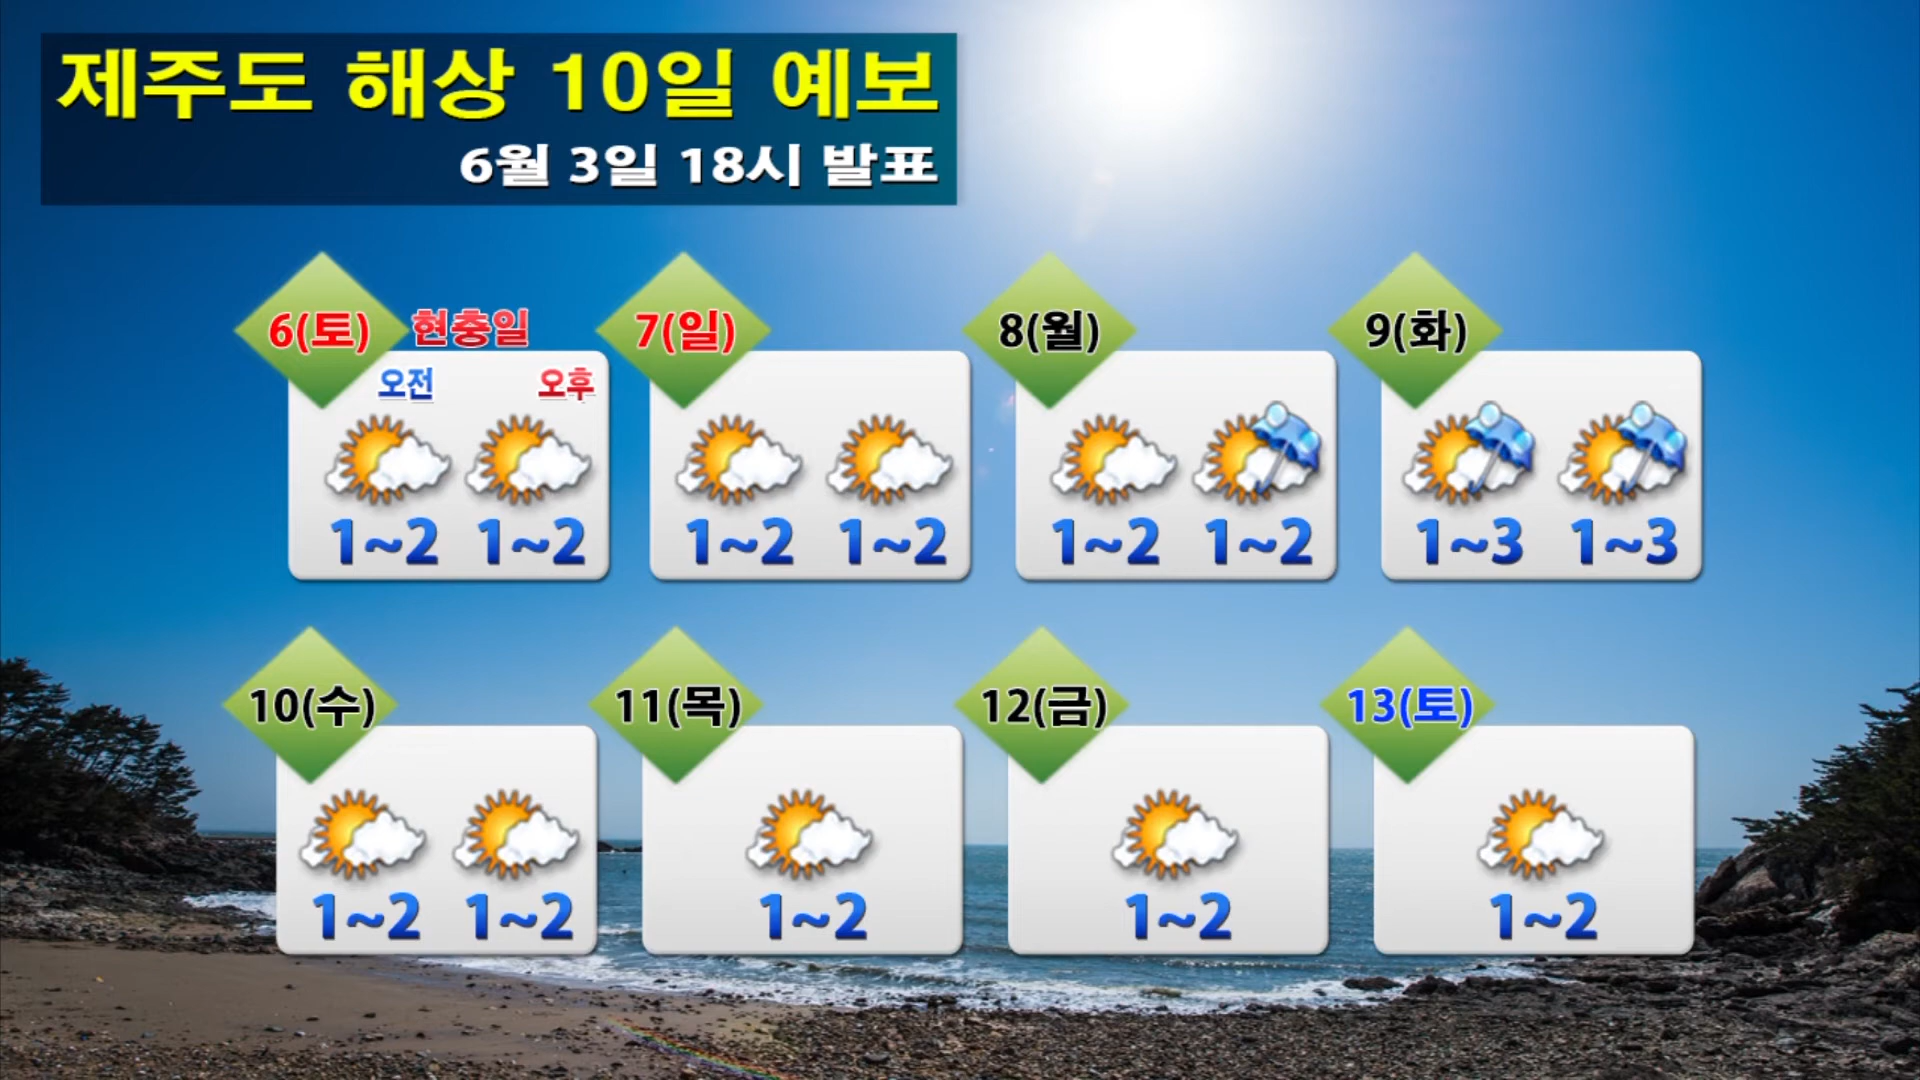 제주도 해상 10일 예보
6월 3일 18시 발표
6(토) 현충일
오전 오후
1~2 1~2
7(일)
1~2 1~2
8(월)
1~2 1~2
9(화)
1~3 1~3
10(수)
1~2 1~2
11(목)
1~2
12(금)
1~2
13(토)
1~2